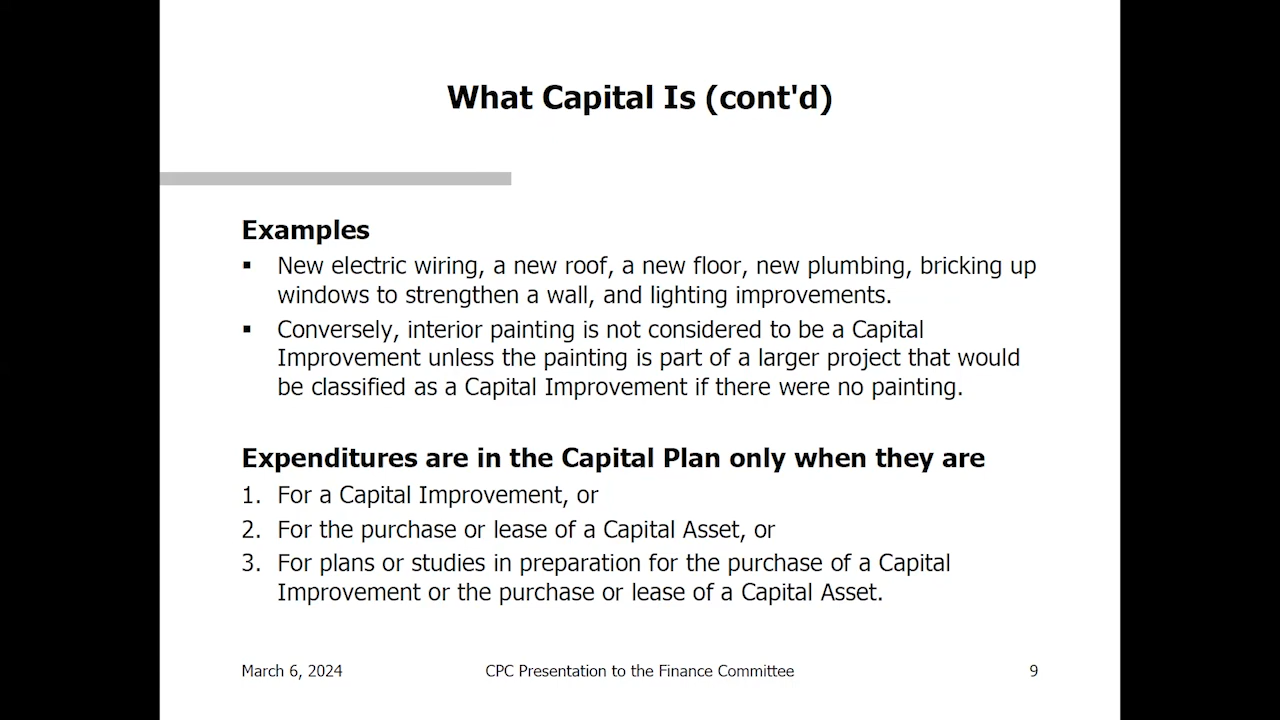 What Capital Is (cont'd)
Examples
▪ New electric wiring, a new roof, a new floor, new plumbing, bricking up
windows to strengthen a wall, and lighting improvements.
▪ Conversely, interior painting is not considered to be a Capital
Improvement unless the painting is part of a larger project that would
be classified as a Capital Improvement if there were no painting.
Expenditures are in the Capital Plan only when they are
1. For a Capital Improvement, or
2. For the purchase or lease of a Capital Asset, or
3. For plans or studies in preparation for the purchase of a Capital
Improvement or the purchase or lease of a Capital Asset.
March 6, 2024 CPC Presentation to the Finance Committee 9